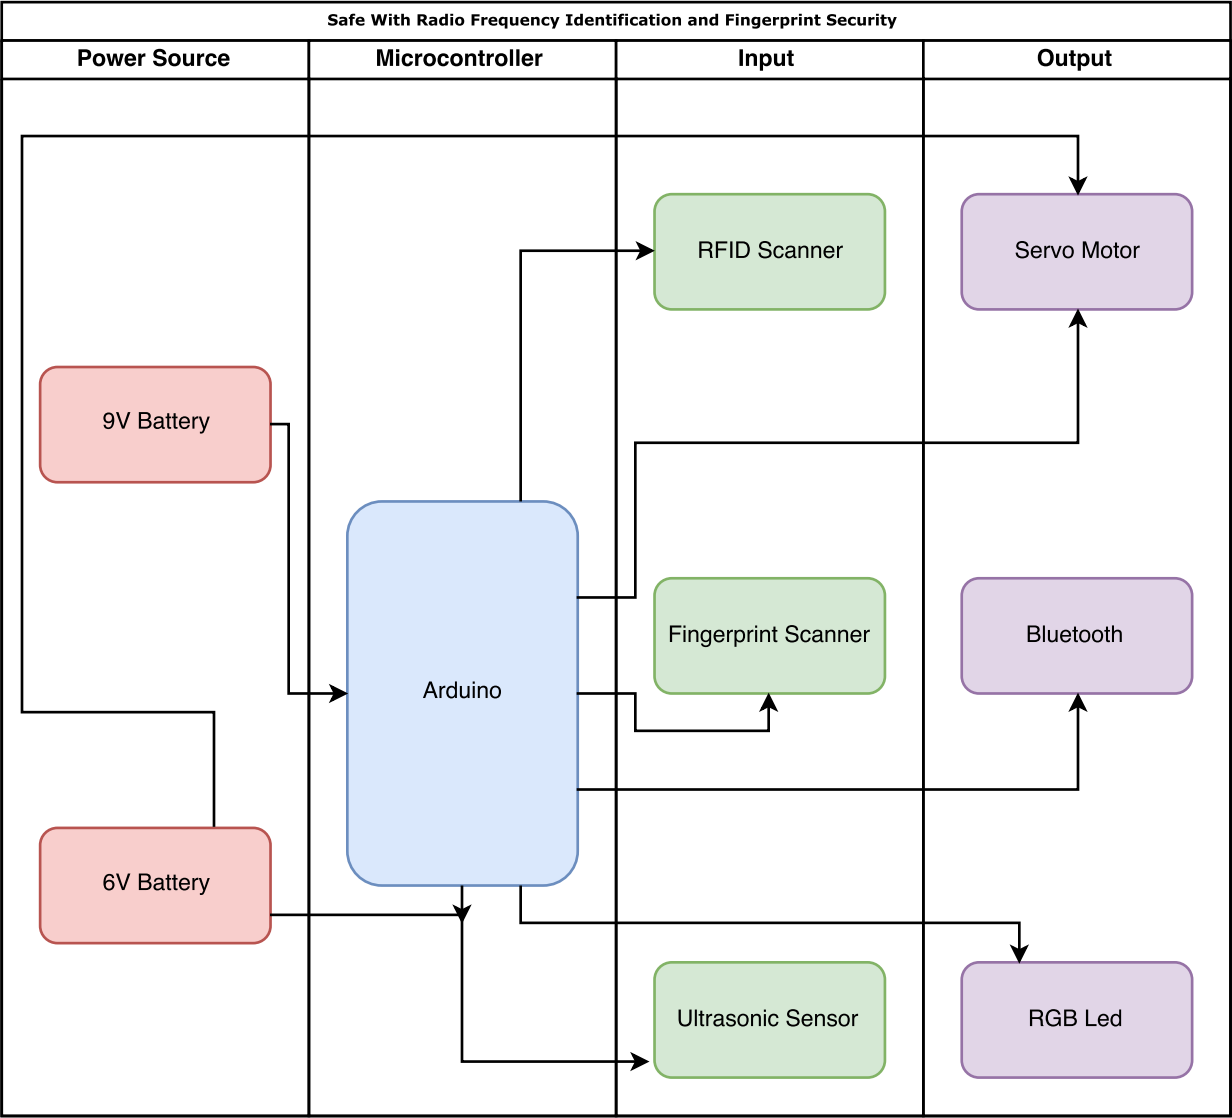 Safe With Radio Frequency Identification and Fingerprint Security
Power Source
Microcontroller
Input
Output
RFID Scanner
Servo Motor
9V Battery
Fingerprint Scanner
Bluetooth
Arduino
6V Battery
Ultrasonic Sensor
RGB Led